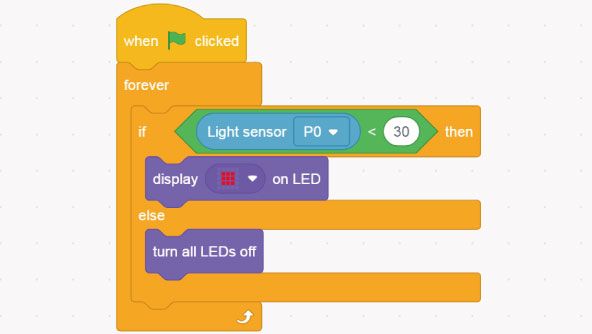 when clicked
forever
if Light sensor P0 < 30 then
display on LED
else
turn all LEDs off